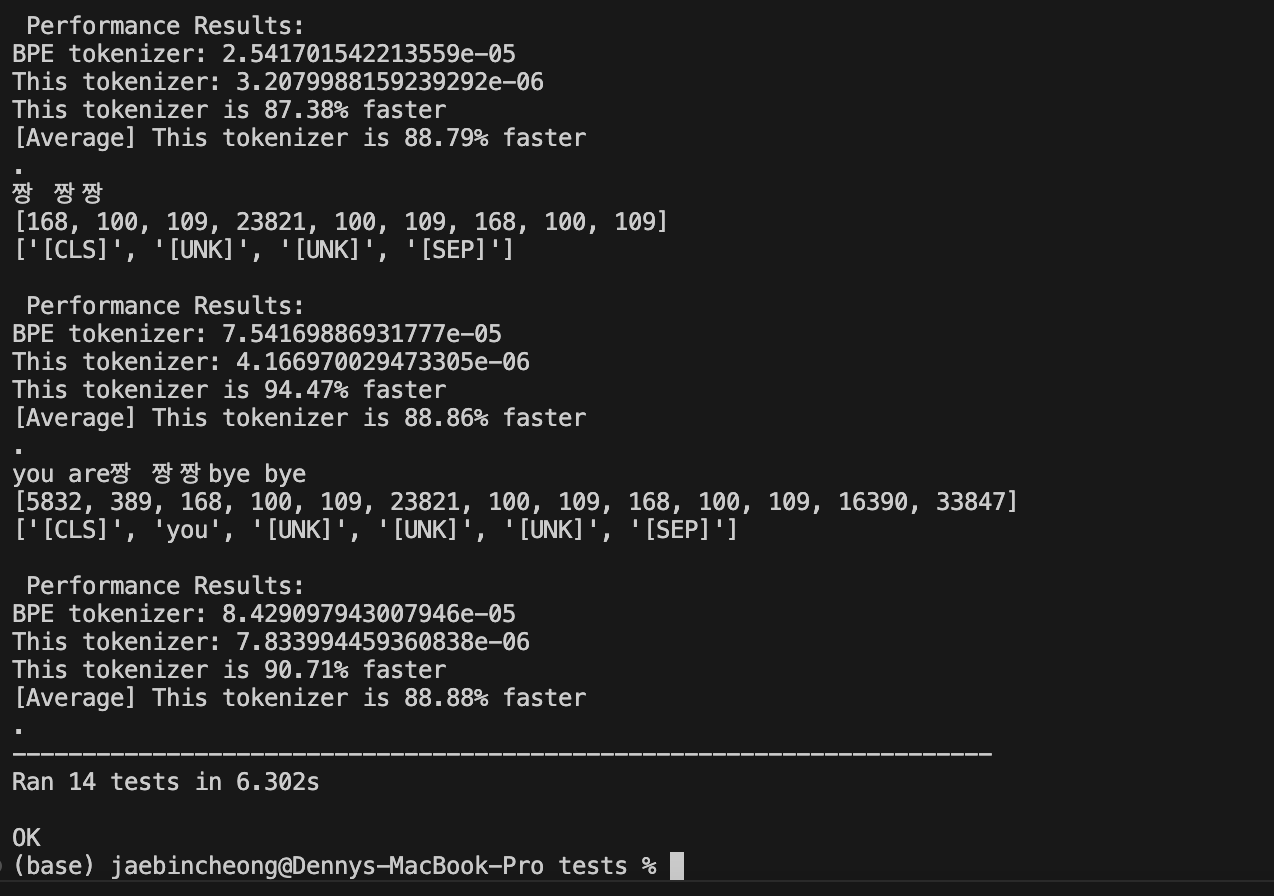 Performance Results:
BPE tokenizer: 2.541701542213559e-05
This tokenizer: 3.2079988159239292e-06
This tokenizer is 87.38% faster
[Average] This tokenizer is 88.79% faster
.
짱 짱짱
[168, 100, 109, 23821, 100, 109, 168, 100, 109]
['[CLS]', '[UNK]', '[UNK]', '[SEP]']
Performance Results:
BPE tokenizer: 7.54169886931777e-05
This tokenizer: 4.166970029473305e-06
This tokenizer is 94.47% faster
[Average] This tokenizer is 88.86% faster
.
you are짱 짱짱bye bye
[5832, 389, 168, 100, 109, 23821, 100, 109, 168, 100, 109, 16390, 33847]
['[CLS]', 'you', '[UNK]', '[UNK]', '[UNK]', '[SEP]']
Performance Results:
BPE tokenizer: 8.429097943007946e-05
This tokenizer: 7.833994459360838e-06
This tokenizer is 90.71% faster
[Average] This tokenizer is 88.88% faster
.
----------------------------------------------------------------------
Ran 14 tests in 6.302s
OK
(base) jaebincheong@Dennys-MacBook-Pro tests %